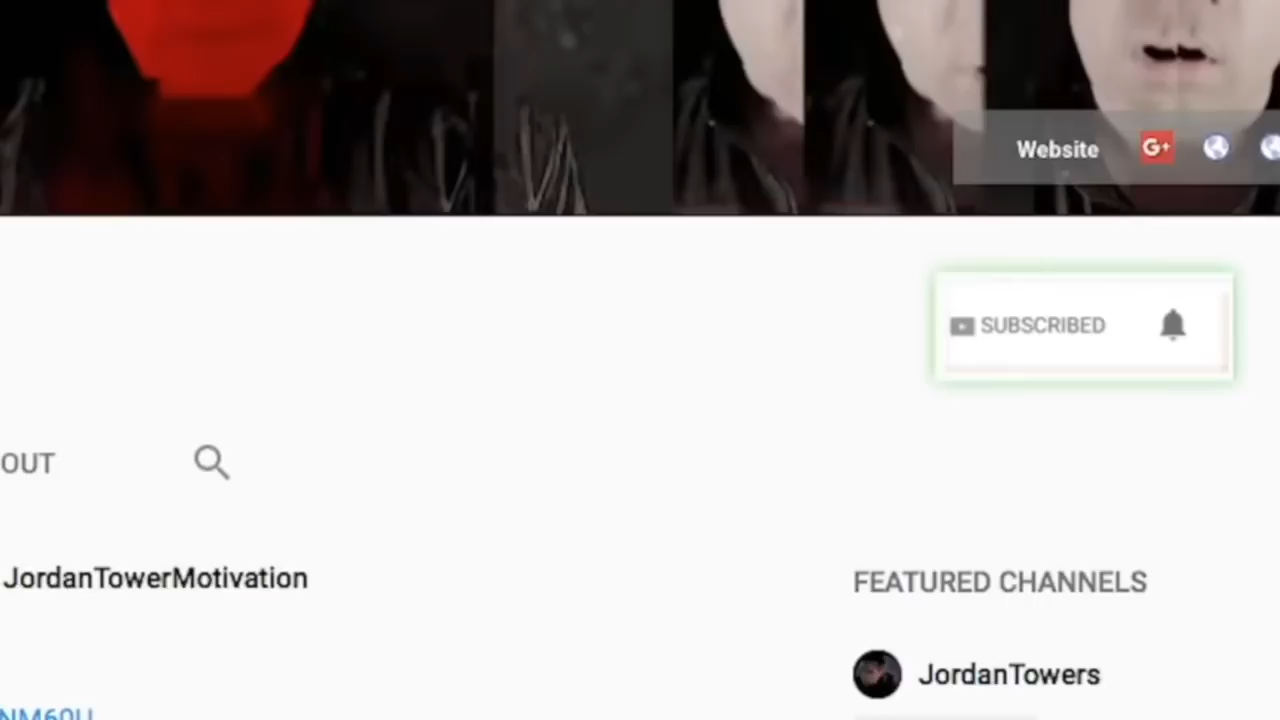 Website G+
SUBSCRIBED
OUT
JordanTowerMotivation
FEATURED CHANNELS
JordanTowers